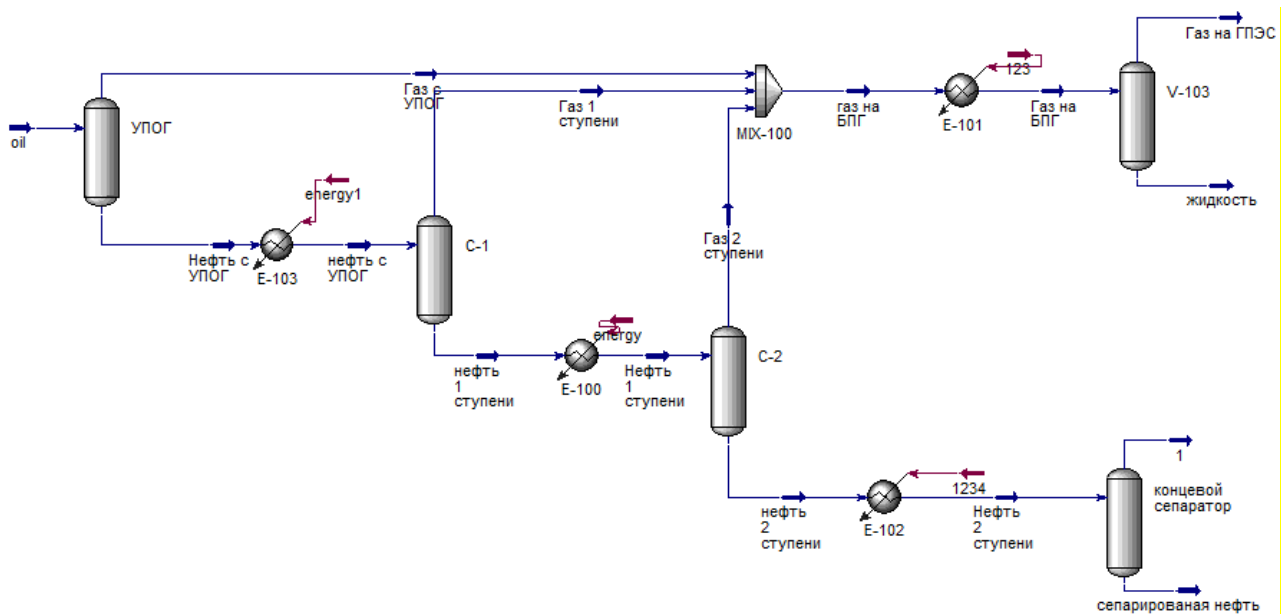 Газ на ГПЭС
123
Газ с
УПОГ
Газ 1
ступени
газ на
БПГ
Газ на
БПГ
V-103
MIX-100
E-101
oil
УПОГ
energy1
жидкость
Нефть с
УПОГ
E-103
нефть с
УПОГ
С-1
Газ 2
ступени
energy
нефть
1
ступени
E-100
Нефть
1
ступени
С-2
1
1234
концевой
сепаратор
нефть
2
ступени
E-102
Нефть
2
ступени
сепарированая нефть